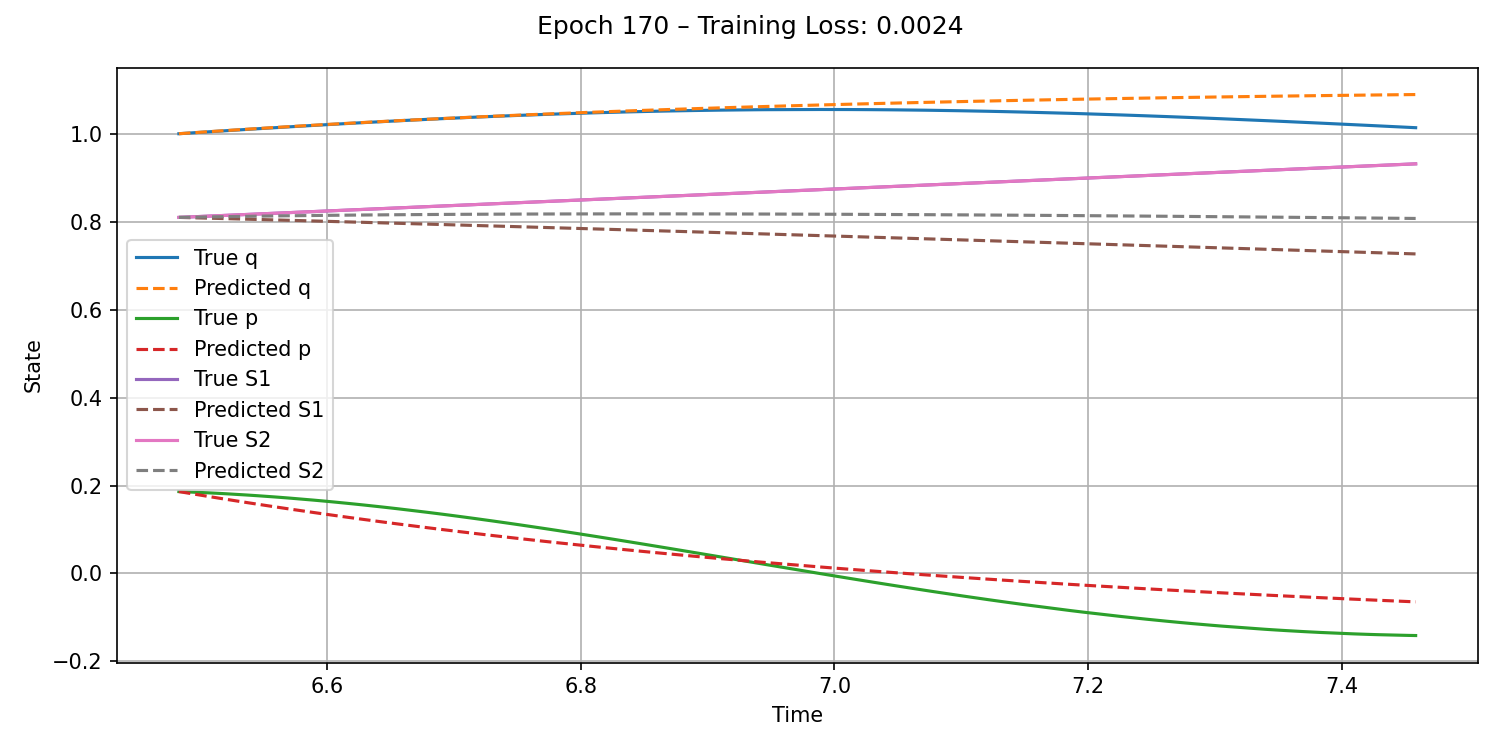 Epoch 170 – Training Loss: 0.0024
1.0
0.8
0.6
0.4
0.2
0.0
−0.2
State
True q
Predicted q
True p
Predicted p
True S1
Predicted S1
True S2
Predicted S2
6.6
6.8
7.0
7.2
7.4
Time